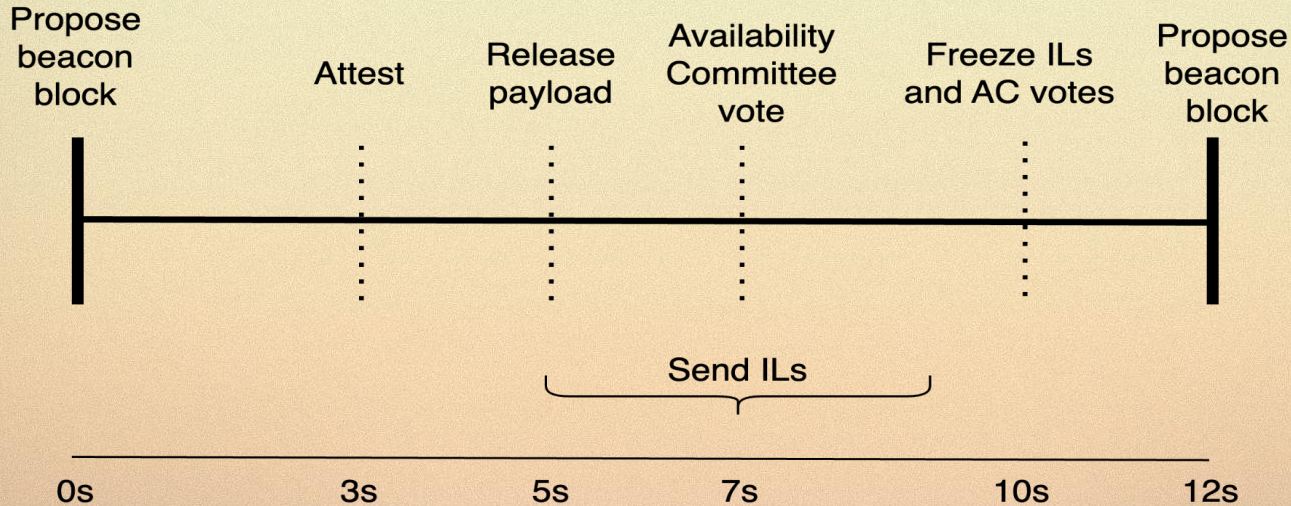 Propose
beacon
block
Attest
Release
payload
Availability
Committee
vote
Freeze ILs
and AC votes
Propose
beacon
block
Send ILs
0s
3s
5s
7s
10s
12s